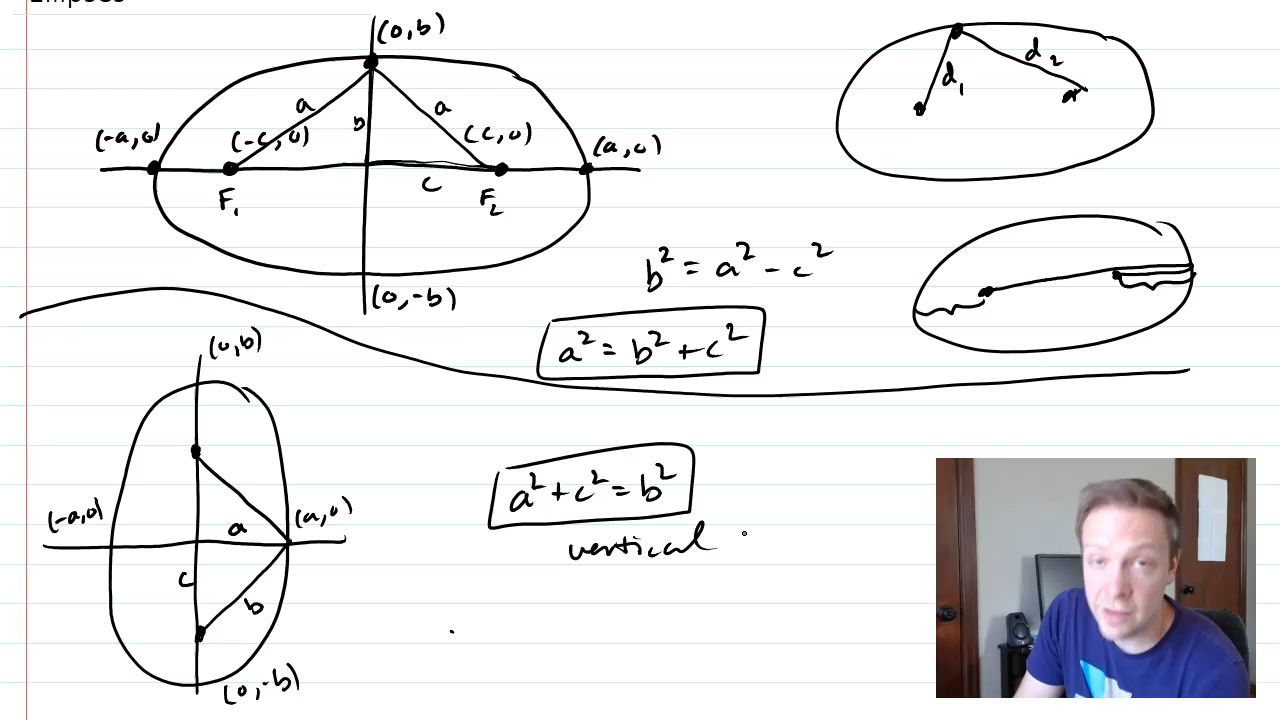 (0,b)
a
a
b
(-a,0)
(-c,0)
(c,0)
(a,0)
c
F₁
F₂
(0,-b)
d₁
d₂
b² = a² - c²
a² = b² + c²
(0,b)
(-a,0)
a
(a,0)
c
b
(0,-b)
a² + c² = b²
vertical